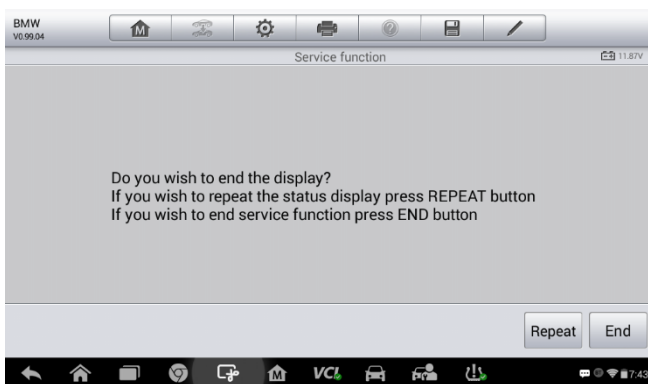 BMW
V0.99.04
M
Service function
11.87V
Do you wish to end the display?
If you wish to repeat the status display press REPEAT button
If you wish to end service function press END button
Repeat
End
M
VCI
7:43